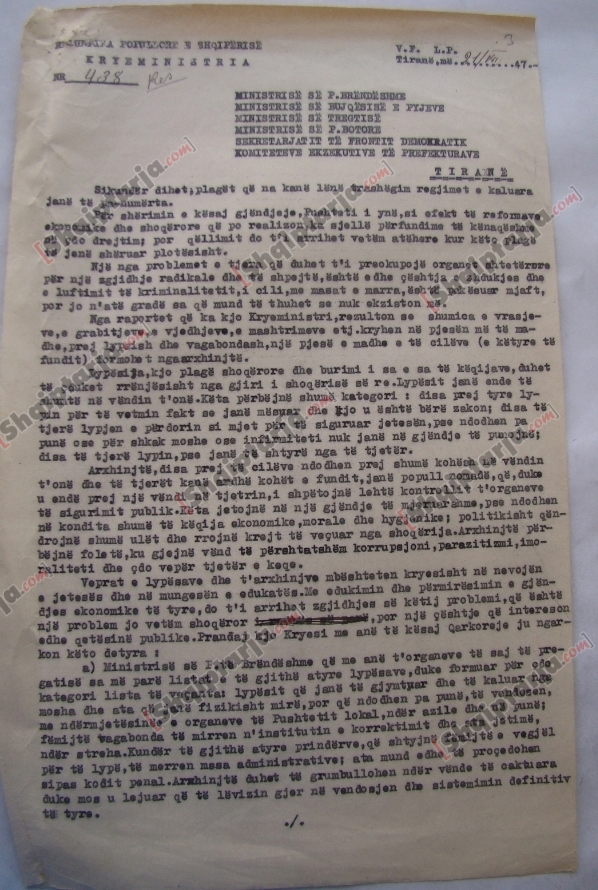 REPUBLIKA POPULLORE E SHQIPËRISË
V.F. L.P.
KRYEMINISTRIA
Tiranë,më. 21/VII 47.-
NR 438 Res
3
MINISTRISË SË P.BRËNDËSHME
MINISTRISË SË BUJQËSISË E PYJEVE
MINISTRISË SË TREGTISË
MINISTRISË SË P.BOTORE
SEKRETARJATIT TË FRONTIT DEMOKRATIK
KOMITETEVE EKZEKUTIVE TË PREFEKTURAVE
TIRANË
Sikundër dihet,plagët që na kanë lënë trashëgim regjimet e kaluara
janë të pa-numërta.
Për shërimin e kësaj gjëndjeje,Pushteti i ynë,si efekt të reformave
ekonomike dhe shoqërore që po realizon ka sjellë përfundime të kënaqëshme
në çdo drejtim; por qëllimit do t'i arrihet vetëm atëhere kur këto plagë
të jenë shëruar plotësisht.
Një nga problemet e tjera që duhet t'i preokupojë organet shtetërore
për një zgjidhje radikale dhe të shpejtë,është edhe çështja e ndukjes dhe
e luftimit të kriminalitetit,i cili,me masat e marra,është pakësuar mjaft,
por jo n'atë gradë sa që mund të thuhet se nuk ekziston më.
Nga raportet që ka kjo Kryeministri,rezulton se shumica e vrasje-
ve,e grabitjeve,e vjedhjeve,e mashtrimeve etj.kryhen në pjesën më të ma-
dhe,prej lypsish dhe vagabondash,një pjesë e madhe e të cilëve (e këtyre të
fundit) formohet nga arxhinjtë.
Lypësija,kjo plagë shoqërore dhe burimi i sa e sa të këqijave,duhet
të çduket rrënjësisht nga gjiri i shoqërisë së re.Lypësit janë ende të
shumtë në vëndin t'onë.Këta përbëjnë shumë kategori : disa prej tyre ly-
pin për të vetmin fakt se janë mësuar dhe kjo u është bërë zakon; disa të
tjerë lypjen e përdorin si mjet për të siguruar jetesën,pse ndodhen pa
punë ose për shkak moshe ose infirmiteti nuk janë në gjëndje të punojnë;
disa të tjerë lypin,pse janë të shtyrë nga të tjetër.
Arxhinjtë,disa prej të cilëve ndodhen prej shumë kohësh në vëndin
t'onë dhe të tjerët kanë ardhë kohët e fundit,janë popull nomadë,që,duke
u endë prej një vëndi në tjetrin,i shpëtojnë lehtë kontrollit t'organeve
të sigurimit publik.Këta jetojnë në një gjëndje të mjerueshme,pse ndodhen
në kondita shumë të këqija ekonomike,morale dhe hygjenike; politikisht qën-
drojnë shumë ulët dhe rrojnë krejt të veçuar nga shoqërija.Arxhinjtë për-
bëjnë foletë,ku gjejnë vënd të përshtatshëm korrupsjoni,parazitizmi,imo-
raliteti dhe çdo vepër tjetër e keqe.
Veprat e lypësave dhe t'arxhinjve mbështeten kryesisht në nevojën
e jetesës dhe në mungesën e edukatës.Me edukimin dhe përmirësimin e gjën-
djes ekonomike të tyre, do t'i arrihet zgjidhjes së këtij problemi,që është
një problem jo vetëm shoqëror ,por një çështje që intereson
edhe qetësinë publike.Prandaj kjo Kryesi me anë të kësaj Qarkoreje ju ngar-
kon këto detyra :
a) Ministrisë së P.të Brëndëshme që me anë t'organeve të saj të pre-
gatisë sa më parë listat e të gjithë atyre lypësave,duke formuar për çdo
kategori lista të veçanta: lypësit që janë të gjymtuar dhe të kaluar nga
mosha dhe ata që janë fizikisht mirë,por që ndodhen pa punë,të vendosen,
me ndërmjetësinë e organeve të Pushtetit lokal,ndër azile dhe në punë;
fëmijtë vagabonda të mirren n'institutin e korrektimit dhe jetimë,
ndër streha.Kundër të gjithë atyre prindërve,që shtyjnë fëmijët e vegjël
për të lypë,të merren masa administrative; ata mund edhe të proçedohen
sipas kodit penal.Arxhinjtë duhet të grumbullohen ndër vënde të caktuara
duke mos u lejuar që të lëvizin gjer në vendosjen dhe sistemimin definitiv
të tyre.
./.
[Shqiptarja.com]